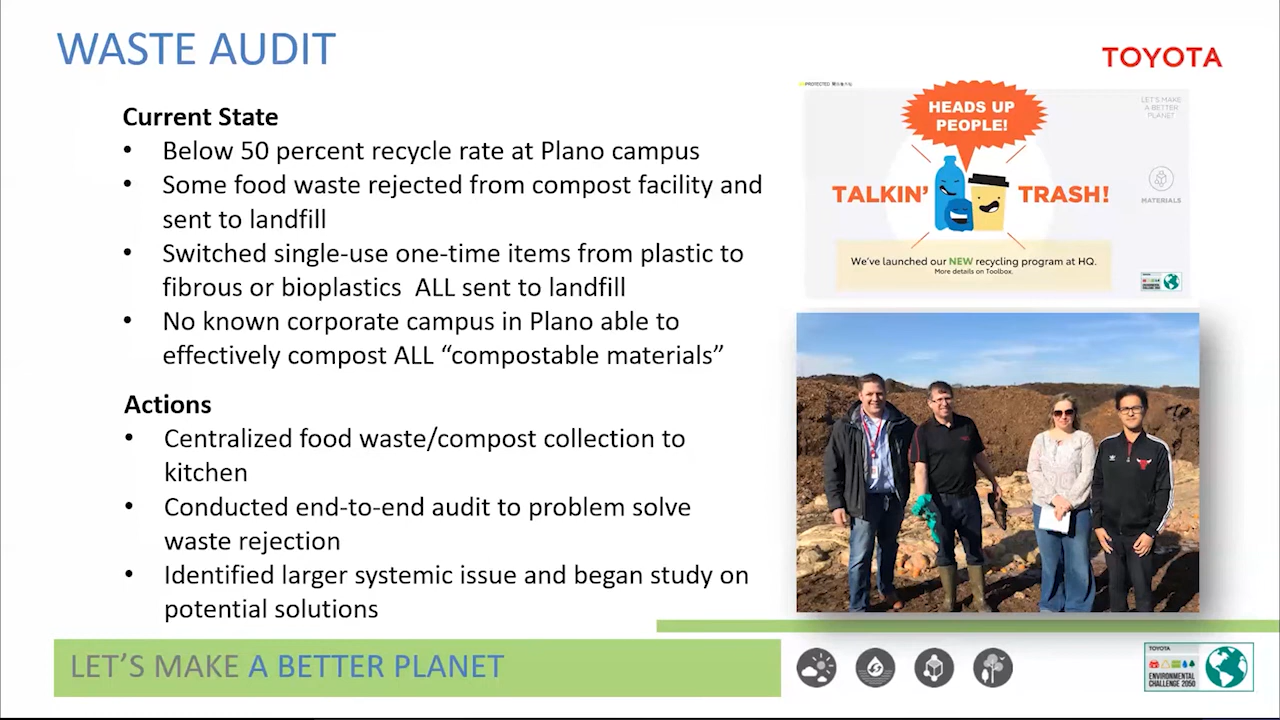 WASTE AUDIT
TOYOTA
Current State
• Below 50 percent recycle rate at Plano campus
• Some food waste rejected from compost facility and
sent to landfill
• Switched single-use one-time items from plastic to
fibrous or bioplastics ALL sent to landfill
• No known corporate campus in Plano able to
effectively compost ALL “compostable materials”
Actions
• Centralized food waste/compost collection to
kitchen
• Conducted end-to-end audit to problem solve
waste rejection
• Identified larger systemic issue and began study on
potential solutions
PROTECTED
HEADS UP
PEOPLE!
TALKIN’ TRASH!
We’ve launched our NEW recycling program at HQ.
More details on Toolbox.
LET’S MAKE
A BETTER
PLANET
MATERIALS
LET’S MAKE A BETTER PLANET
TOYOTA
ENVIRONMENTAL
CHALLENGE 2050